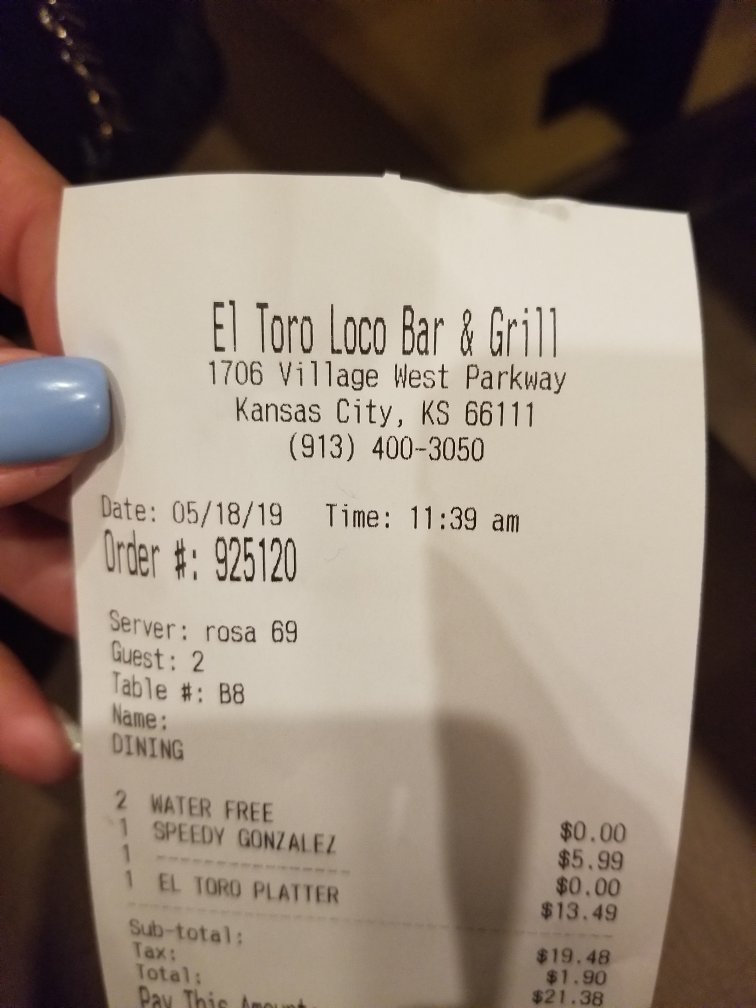 El Toro Loco Bar & Grill
1706 Village West Parkway
Kansas City, KS 66111
(913) 400-3050
Date: 05/18/19 Time: 11:39 am
Order #: 925120
Server: rosa 69
Guest: 2
Table #: B8
Name:
DINING
2 WATER FREE $0.00
1 SPEEDY GONZALEZ $5.99
1 ---------------- $0.00
1 EL TORO PLATTER $13.49
Sub-total: $19.48
Tax: $1.90
Total: $21.38
Pay This Amount